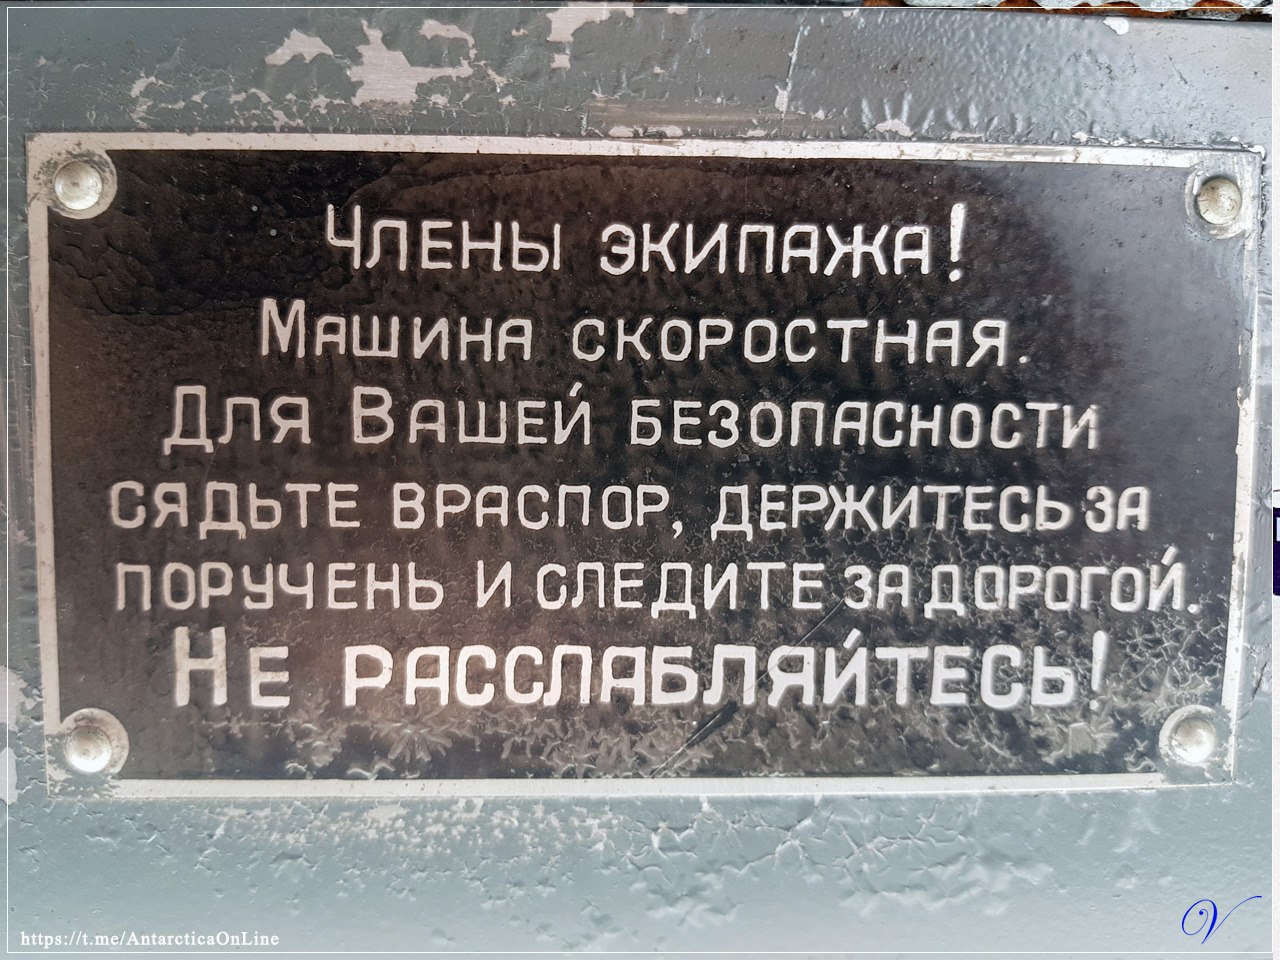 Члены экипажа!
Машина скоростная.
Для Вашей безопасности
сядьте враспор, держитесь за
поручень и следите за дорогой.
Не расслабляйтесь!
https://t.me/AntarcticaOnLine
V